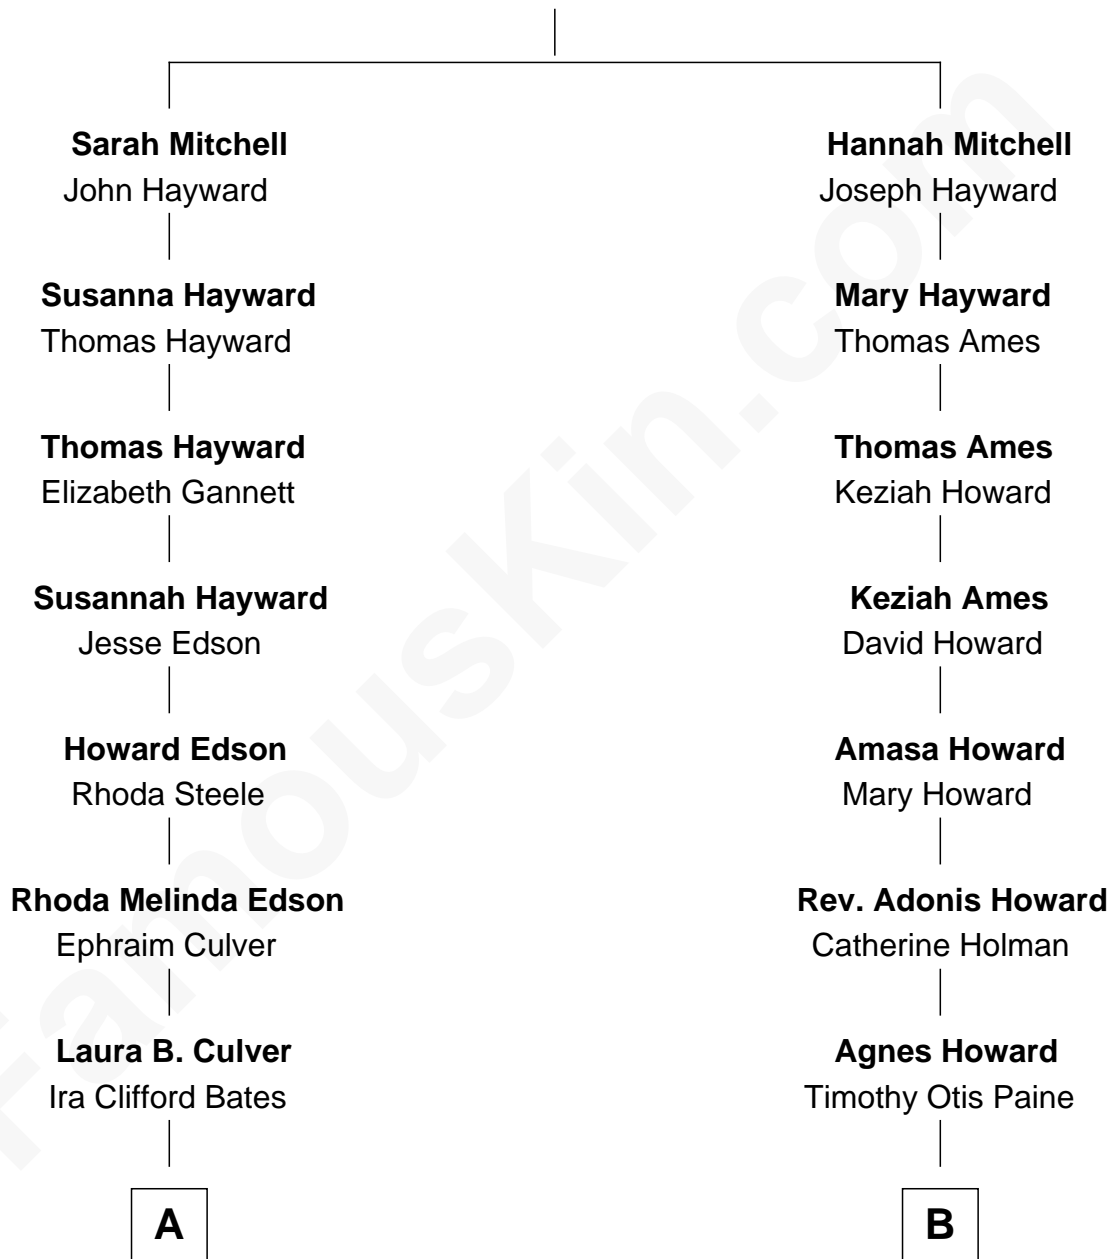 Sarah Mitchell
John Hayward
Hannah Mitchell
Joseph Hayward
Susanna Hayward
Thomas Hayward
Mary Hayward
Thomas Ames
Thomas Hayward
Elizabeth Gannett
Thomas Ames
Keziah Howard
Susannah Hayward
Jesse Edson
Keziah Ames
David Howard
Howard Edson
Rhoda Steele
Amasa Howard
Mary Howard
Rhoda Melinda Edson
Ephraim Culver
Rev. Adonis Howard
Catherine Holman
Laura B. Culver
Ira Clifford Bates
Agnes Howard
Timothy Otis Paine
A
B
FamousKin.com